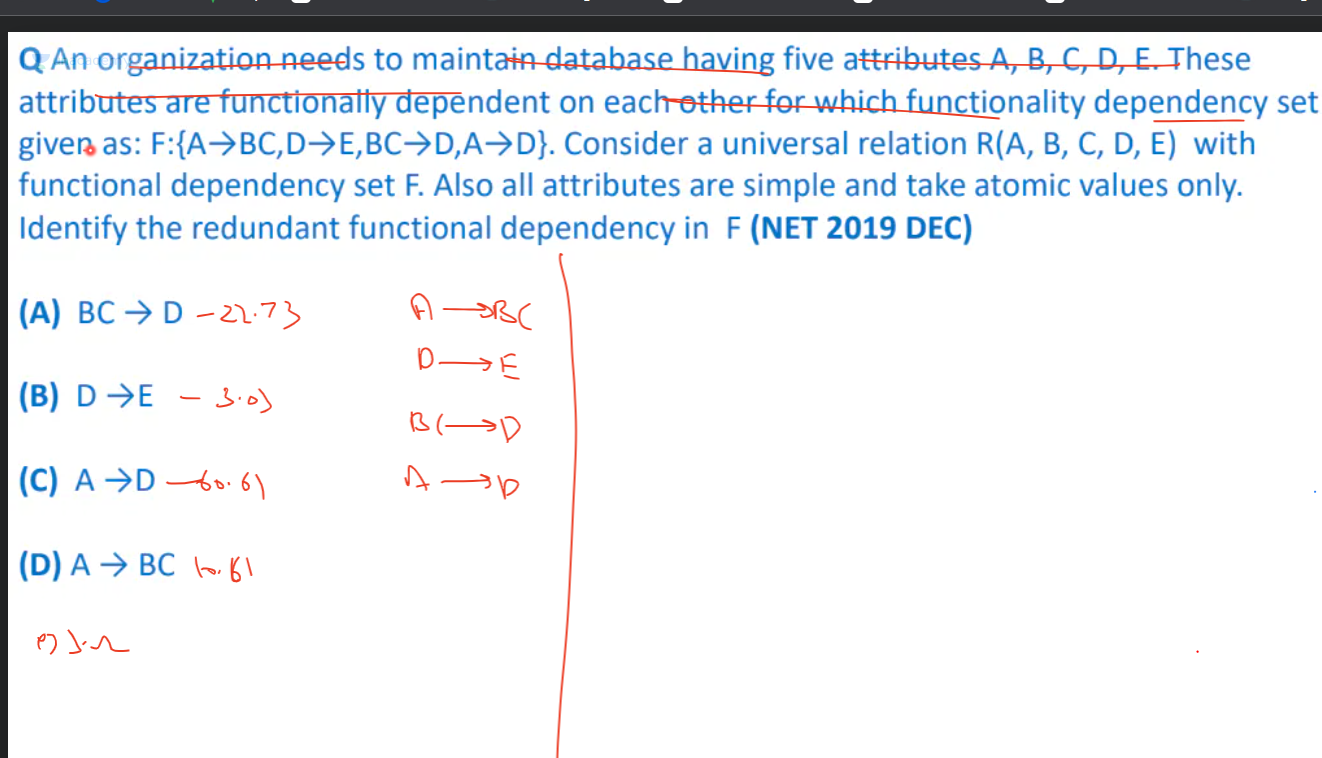 Q An organization needs to maintain database having five attributes A, B, C, D, E. These
attributes are functionally dependent on each other for which functionality dependency set
given as: F:{A→BC,D→E,BC→D,A→D}. Consider a universal relation R(A, B, C, D, E) with
functional dependency set F. Also all attributes are simple and take atomic values only.
Identify the redundant functional dependency in F (NET 2019 DEC)
(A) BC → D - 22.73
A → BC
D → E
(B) D →E - 3.03
BC → D
(C) A →D - 60.61
A → D
(D) A → BC 10.61